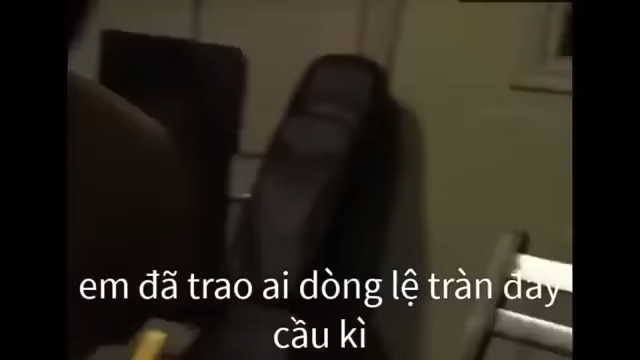 em đã trao ai dòng lệ tràn đầy
cầu kì